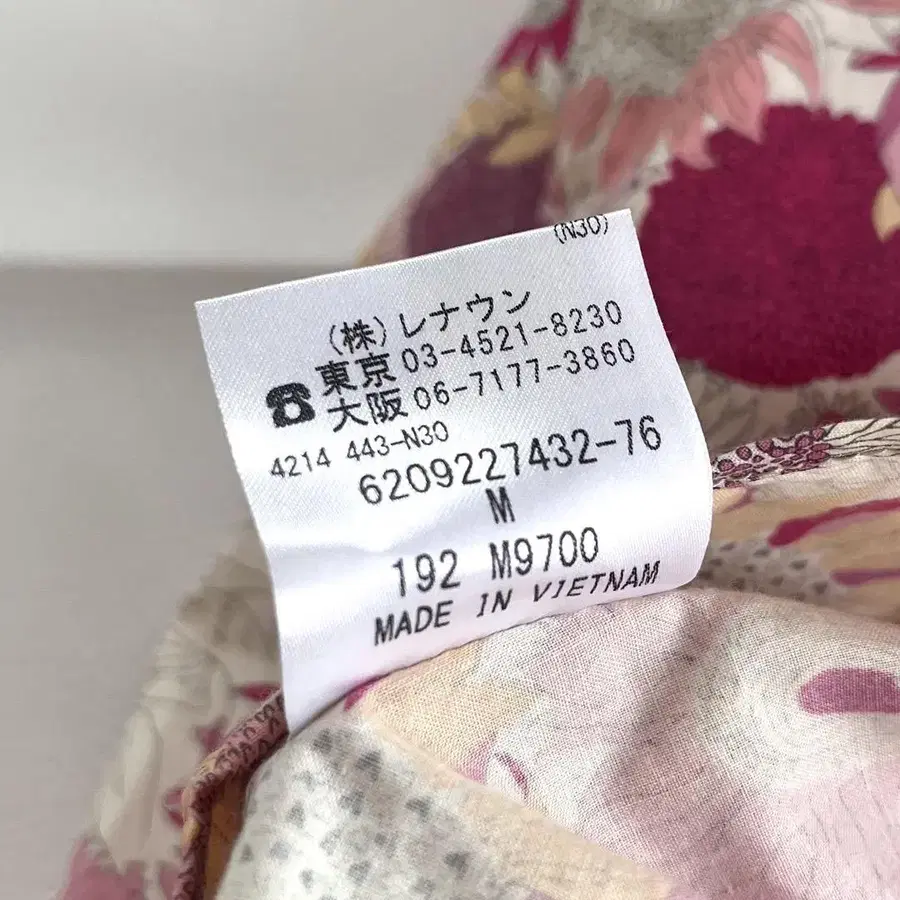 (N30)
(株)レナウン
☎東京 03-4521-8230
大阪 06-7177-3860
4214 443-N30
6209227432-76
M
192 M9700
MADE IN VIETNAM